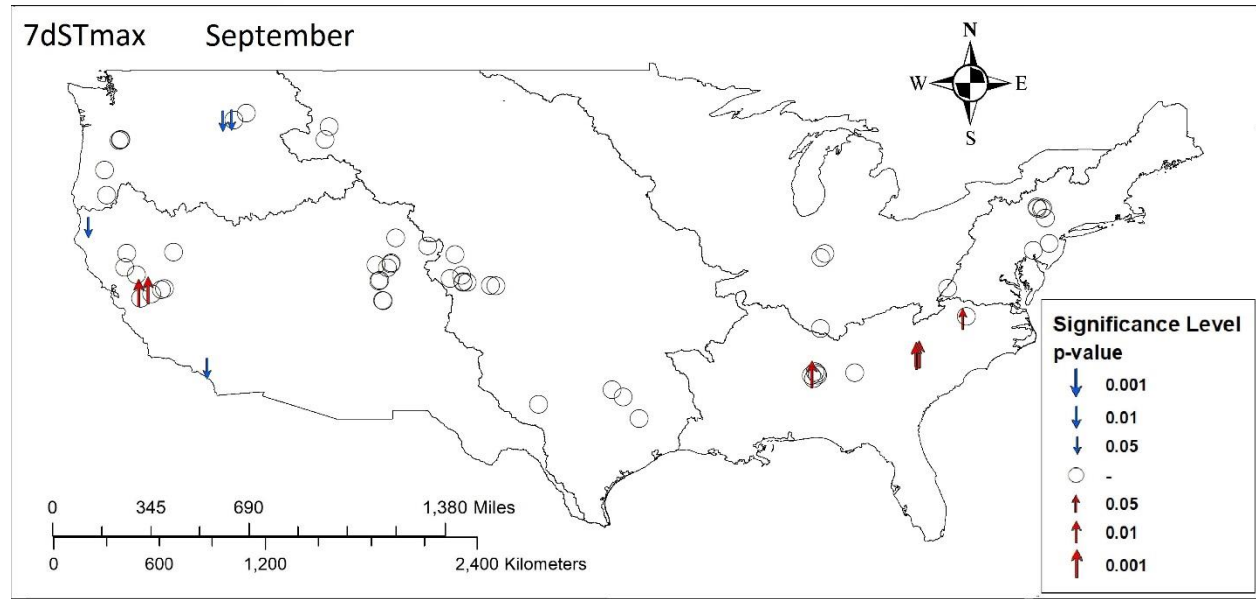 7dSTmax September
N
W E
S
Significance Level
p-value
0.001
0.01
0.05
-
0.05
0.01
0.001
0 345 690 1,380 Miles
0 600 1,200 2,400 Kilometers